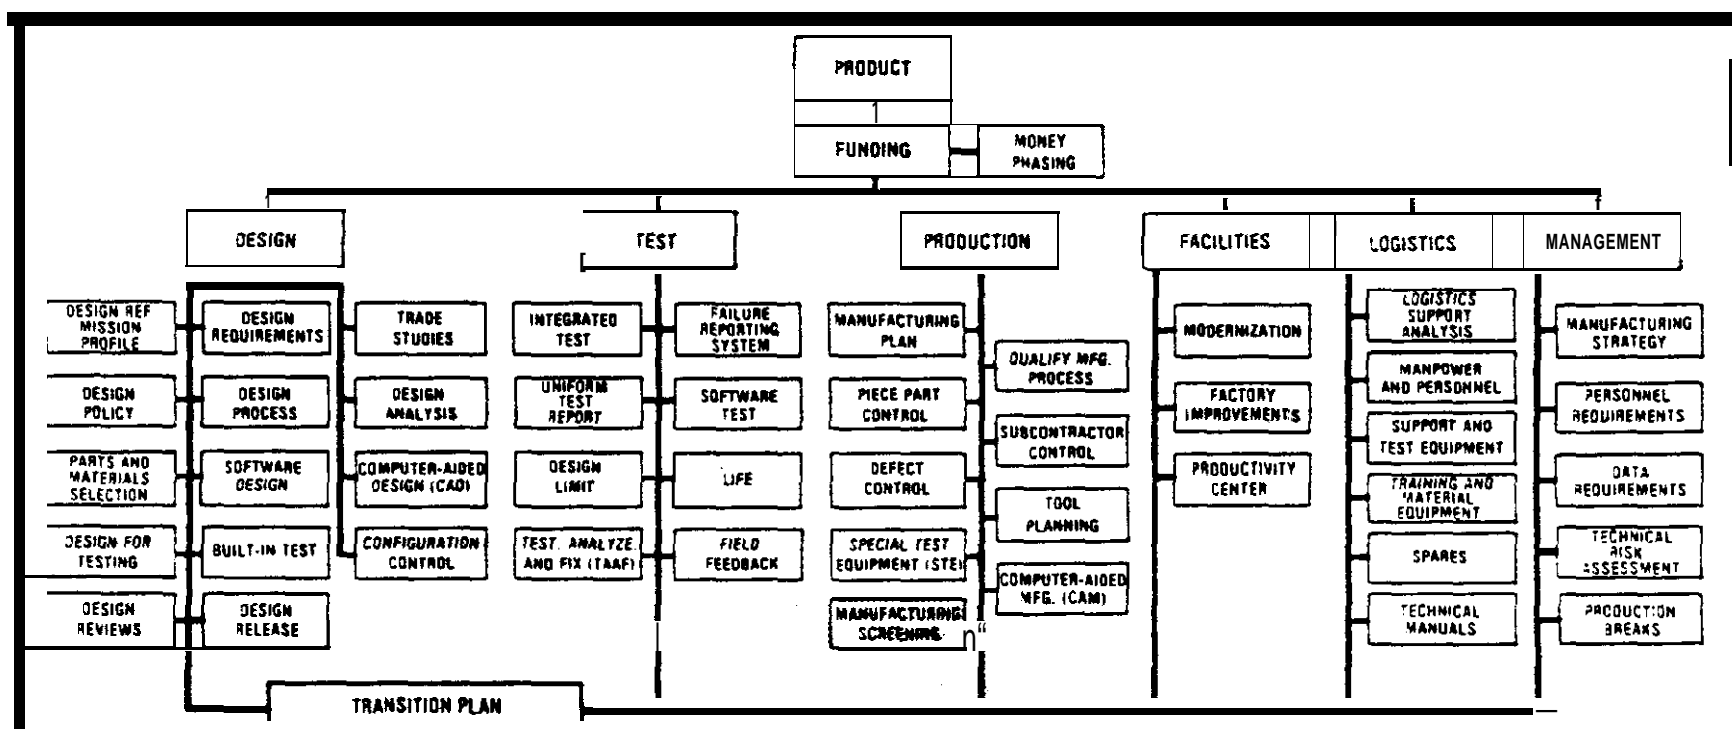 PRODUCT
FUNDING
MONEY
PHASING
DESIGN
TEST
PRODUCTION
FACILITIES
LOGISTICS
MANAGEMENT
DESIGN REF
MISSION
PROFILE
DESIGN
REQUIREMENTS
TRADE
STUDIES
DESIGN
POLICY
DESIGN
PROCESS
DESIGN
ANALYSIS
PARTS AND
MATERIALS
SELECTION
SOFTWARE
DESIGN
COMPUTER-AIDED
DESIGN (CAD)
DESIGN FOR
TESTING
BUILT-IN TEST
CONFIGURATION
CONTROL
DESIGN
REVIEWS
DESIGN
RELEASE
INTEGRATED
TEST
FAILURE
REPORTING
SYSTEM
UNIFORM
TEST
REPORT
SOFTWARE
TEST
DESIGN
LIMIT
LIFE
TEST. ANALYZE
AND FIX (TAAF)
FIELD
FEEDBACK
MANUFACTURING
PLAN
QUALIFY MFG.
PROCESS
PIECE PART
CONTROL
SUBCONTRACTOR
CONTROL
DEFECT
CONTROL
TOOL
PLANNING
SPECIAL TEST
EQUIPMENT (STE)
COMPUTER-AIDED
MFG. (CAM)
MANUFACTURING
SCREENING
n"
MODERNIZATION
FACTORY
IMPROVEMENTS
PRODUCTIVITY
CENTER
LOGISTICS
SUPPORT
ANALYSIS
MANPOWER
AND PERSONNEL
SUPPORT AND
TEST EQUIPMENT
TRAINING AND
MATERIAL
EQUIPMENT
SPARES
TECHNICAL
MANUALS
MANUFACTURING
STRATEGY
PERSONNEL
REQUIREMENTS
DATA
REQUIREMENTS
TECHNICAL
RISK
ASSESSMENT
PRODUCTION
BREAKS
TRANSITION PLAN